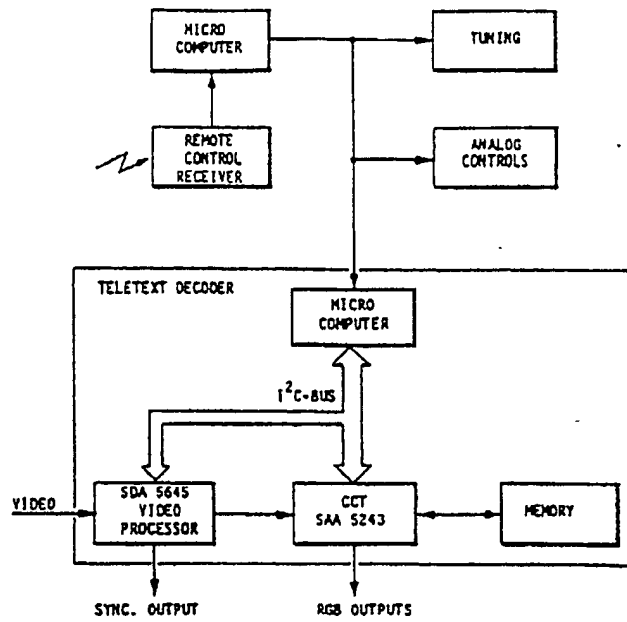 MICRO
COMPUTER
TUNING
REMOTE
CONTROL
RECEIVER
ANALOG
CONTROLS
TELETEXT DECODER
MICRO
COMPUTER
I²C-BUS
VIDEO
SDA 5645
VIDEO
PROCESSOR
CCT
SAA 5243
MEMORY
SYNC. OUTPUT
RGB OUTPUTS